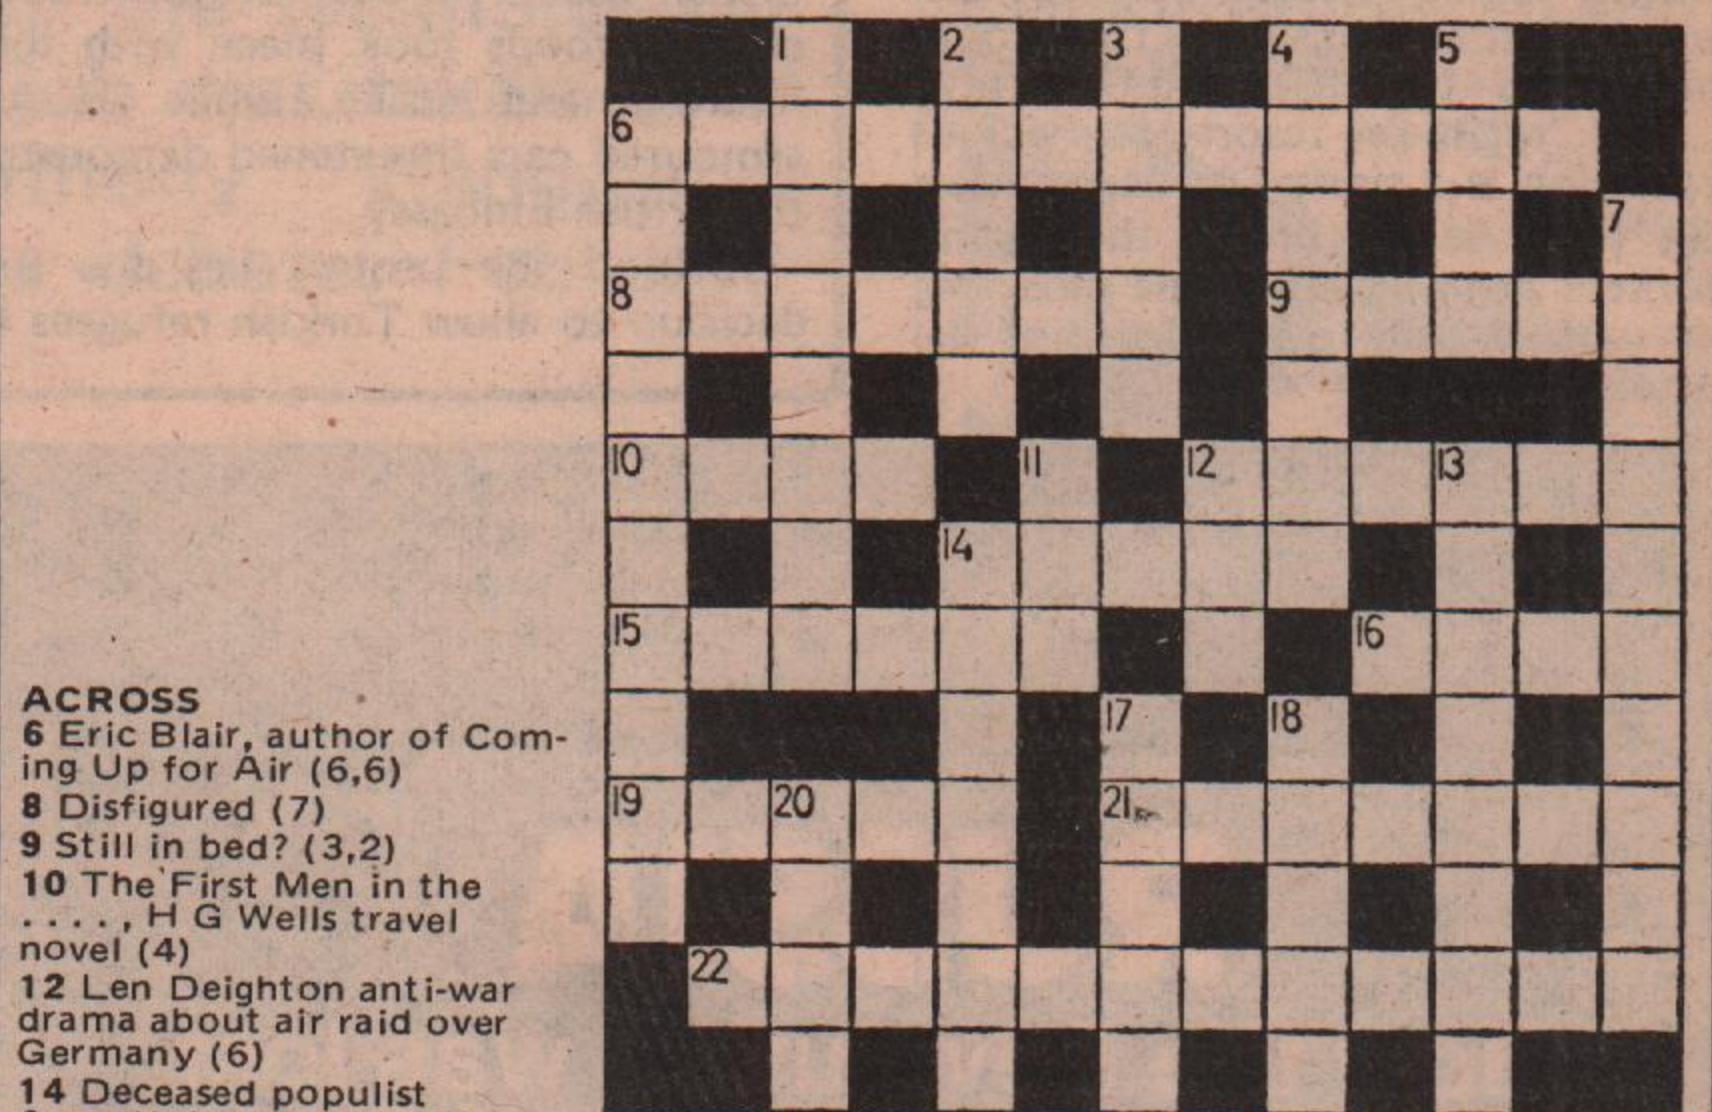 1 2 3 4 5
6
7
8 9
10 11 12 13
14
15 16
17 18
19 20 21
22
ACROSS
6 Eric Blair, author of Com-
ing Up for Air (6,6)
8 Disfigured (7)
9 Still in bed? (3,2)
10 The First Men in the
...., H G Wells travel
novel (4)
12 Len Deighton anti-war
drama about air raid over
Germany (6)
14 Deceased populist